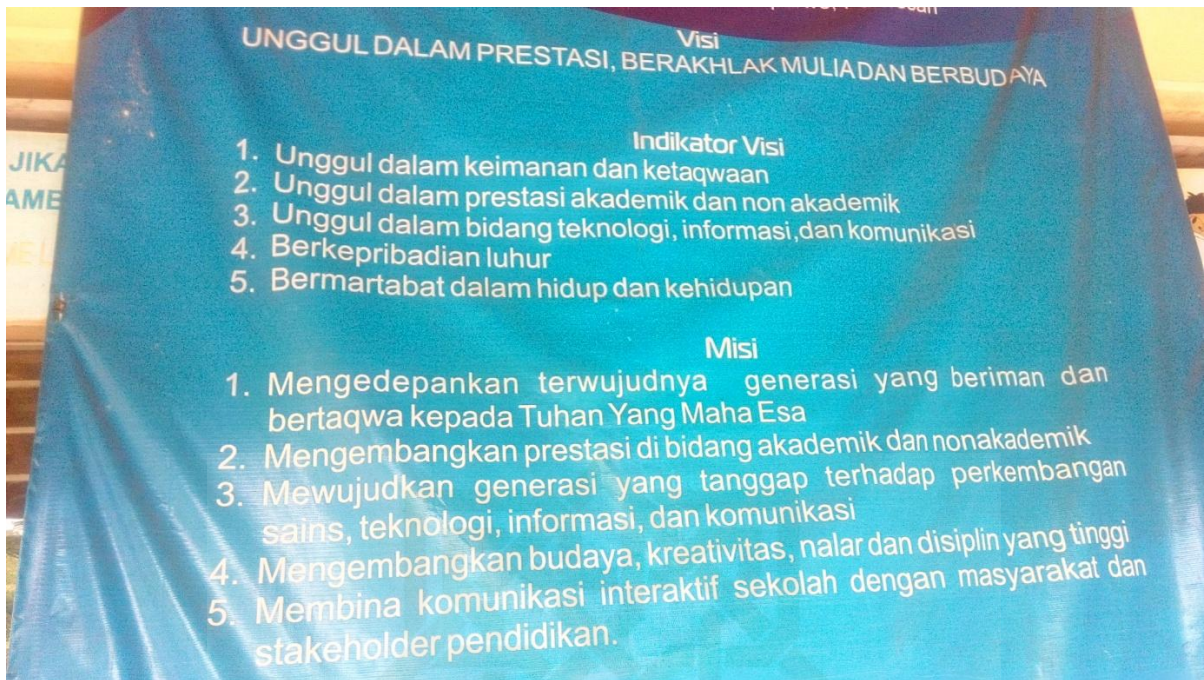 Visi
UNGGUL DALAM PRESTASI, BERAKHLAK MULIA DAN BERBUDAYA
Indikator Visi
1. Unggul dalam keimanan dan ketaqwaan
2. Unggul dalam prestasi akademik dan non akademik
3. Unggul dalam bidang teknologi, informasi,dan komunikasi
4. Berkepribadian luhur
5. Bermartabat dalam hidup dan kehidupan
JIKA
Misi
1. Mengedepankan terwujudnya generasi yang beriman dan
bertaqwa kepada Tuhan Yang Maha Esa
2. Mengembangkan prestasi di bidang akademik dan nonakademik
3. Mewujudkan generasi yang tanggap terhadap perkembangan
sains, teknologi, informasi, dan komunikasi
4. Mengembangkan budaya, kreativitas, nalar dan disiplin yang tinggi
5. Membina komunikasi interaktif sekolah dengan masyarakat dan
stakeholder pendidikan.